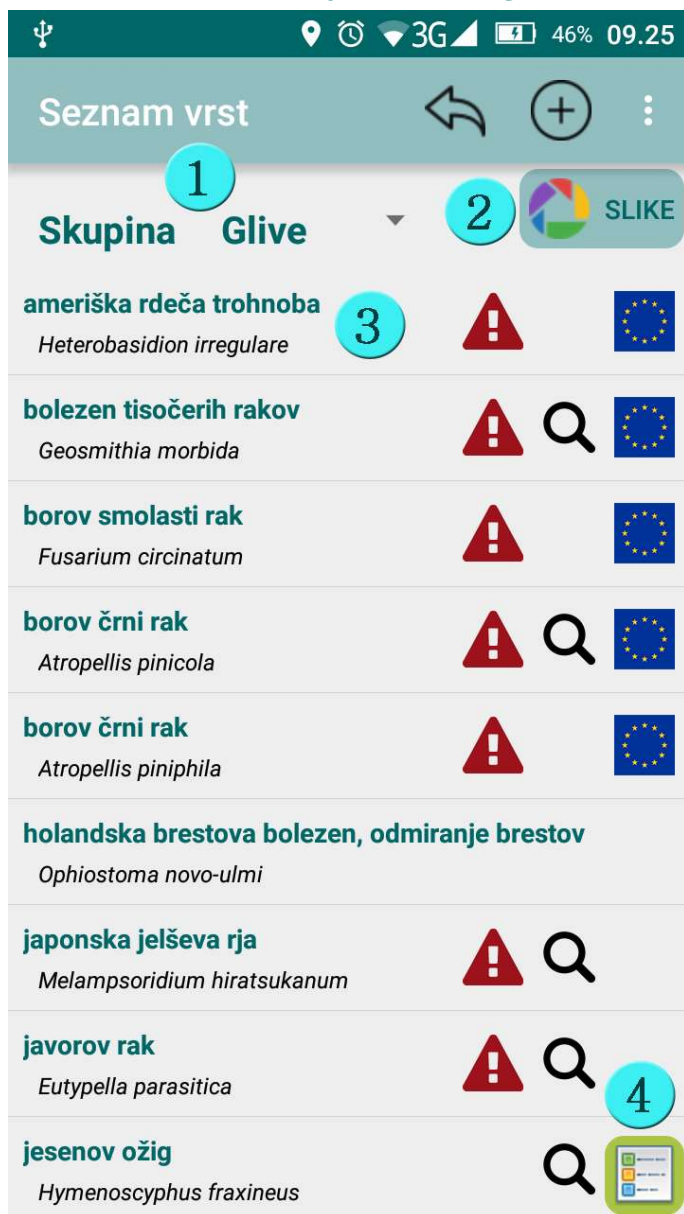 3G 46% 09.25
Seznam vrst
1
2
SLIKE
Skupina Glive
ameriška rdeča trohnoba
3
Heterobasidion irregulare
bolezen tisočerih rakov
Geosmithia morbida
borov smolasti rak
Fusarium circinatum
borov črni rak
Atropellis pinicola
borov črni rak
Atropellis piniphila
holandska brestova bolezen, odmiranje brestov
Ophiostoma novo-ulmi
japonska jelševa rja
Melampsoridium hiratsukanum
javorov rak
Eutypella parasitica
4
jesenov ožig
Hymenoscyphus fraxineus